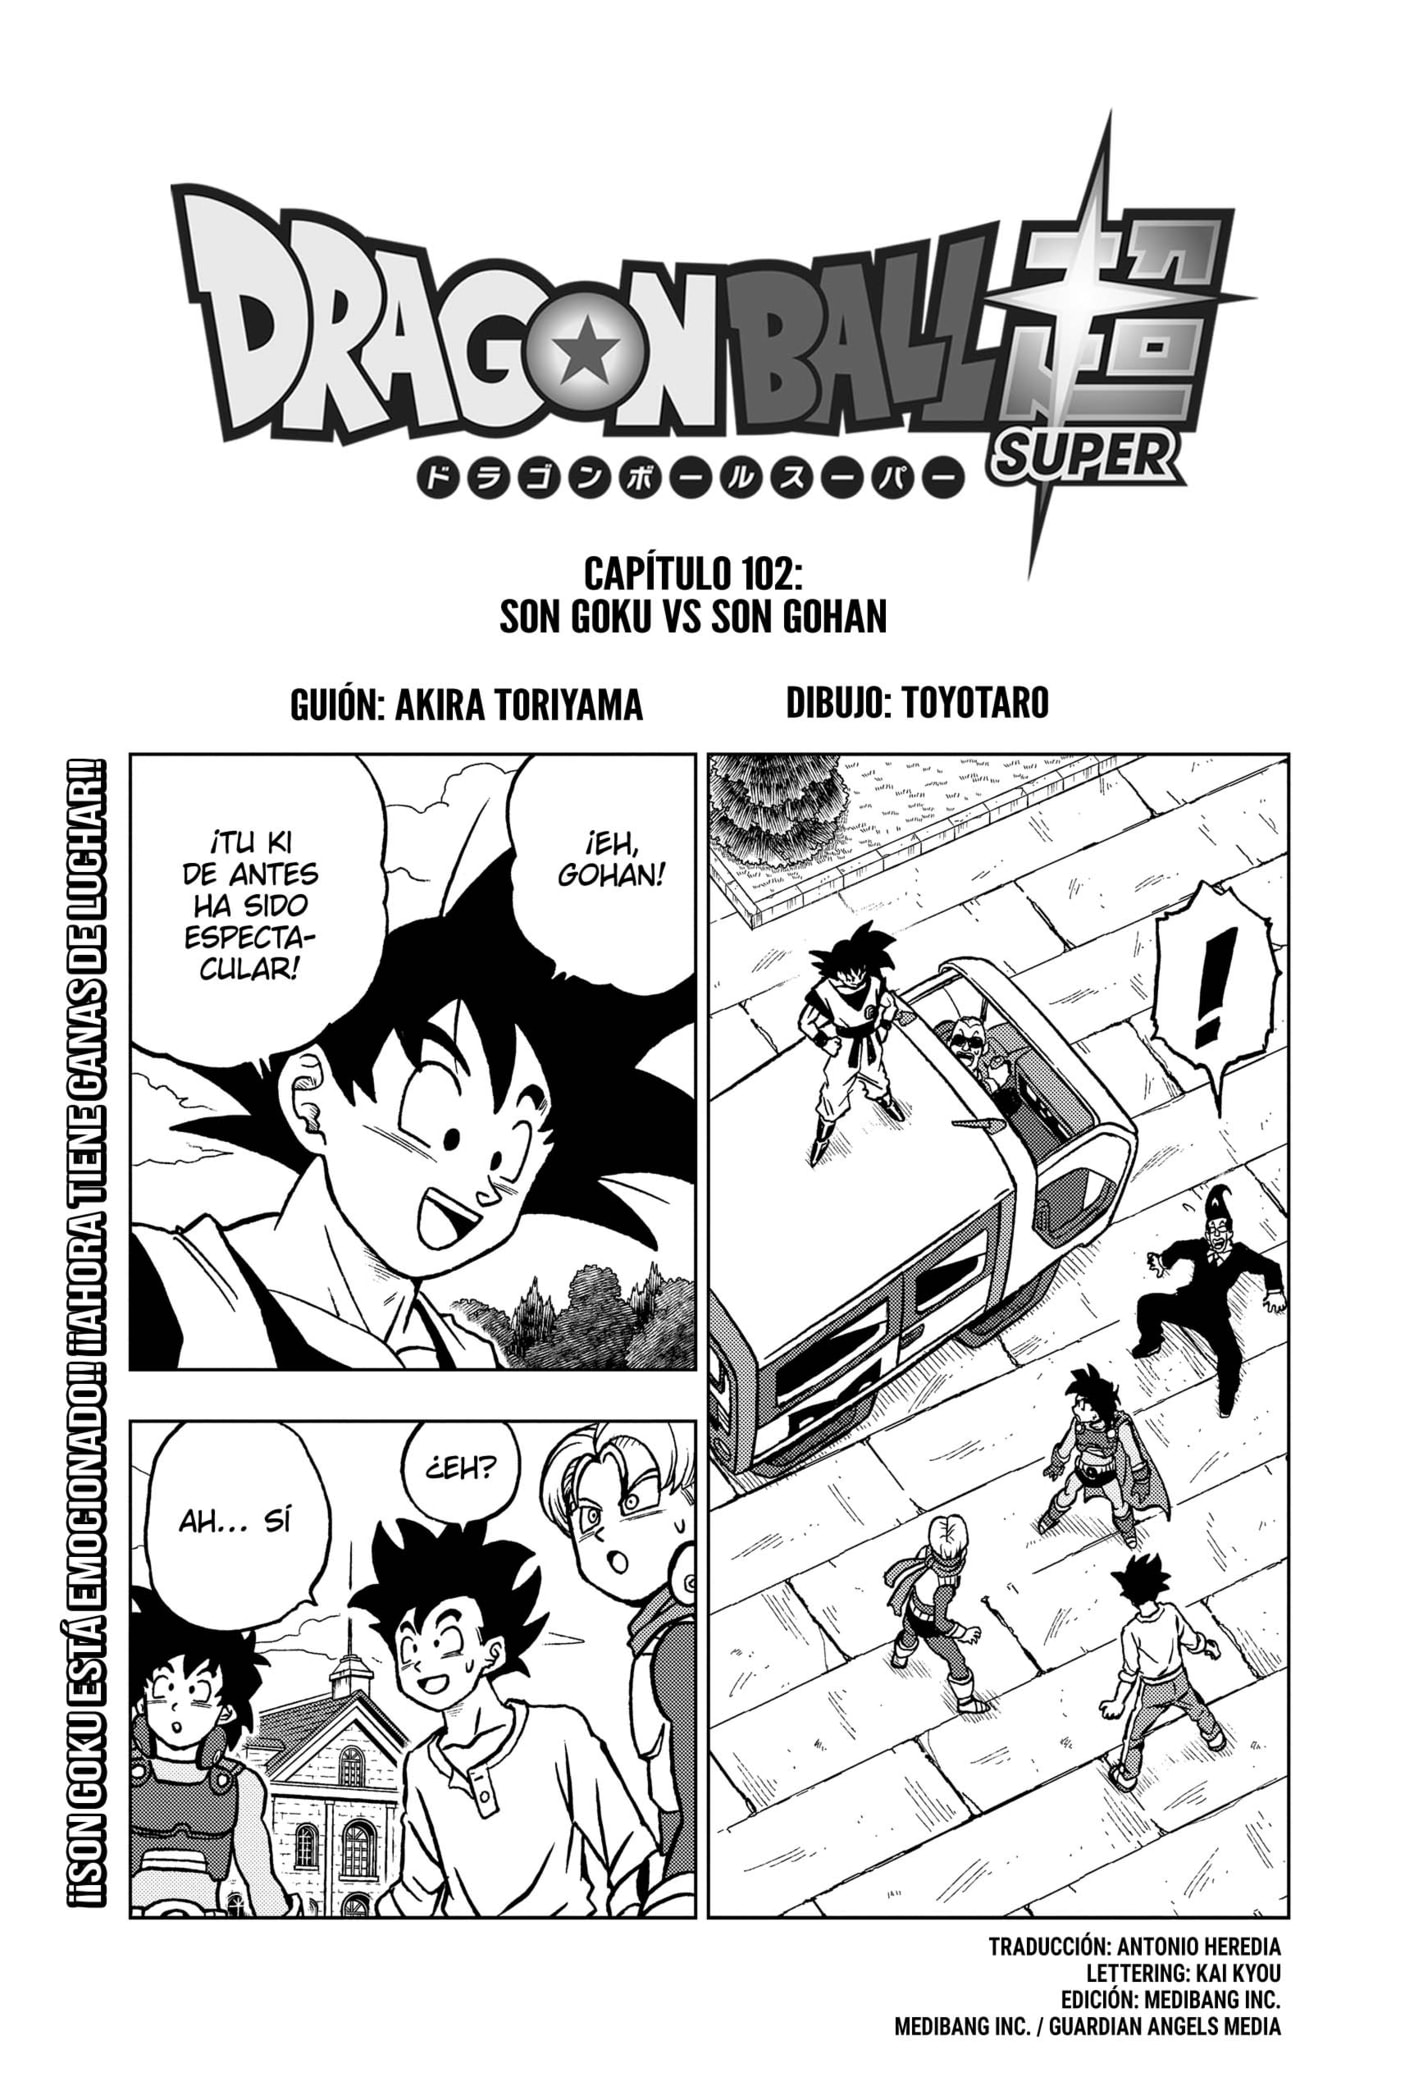 DRAGON BALL 超
SUPER
ドラゴンボールスーパー
CAPÍTULO 102:
SON GOKU VS SON GOHAN
GUIÓN: AKIRA TORIYAMA
DIBUJO: TOYOTARO
¡¡SON GOKU ESTÁ EMOCIONADO!! ¡¡AHORA TIENE GANAS DE LUCHAR!!
!
¡EH,
GOHAN!
¡TU KI
DE ANTES
HA SIDO
ESPECTA-
CULAR!
¿EH?
AH... SÍ
TRADUCCIÓN: ANTONIO HEREDIA
LETTERING: KAI KYOU
EDICIÓN: MEDIBANG INC.
MEDIBANG INC. / GUARDIAN ANGELS MEDIA